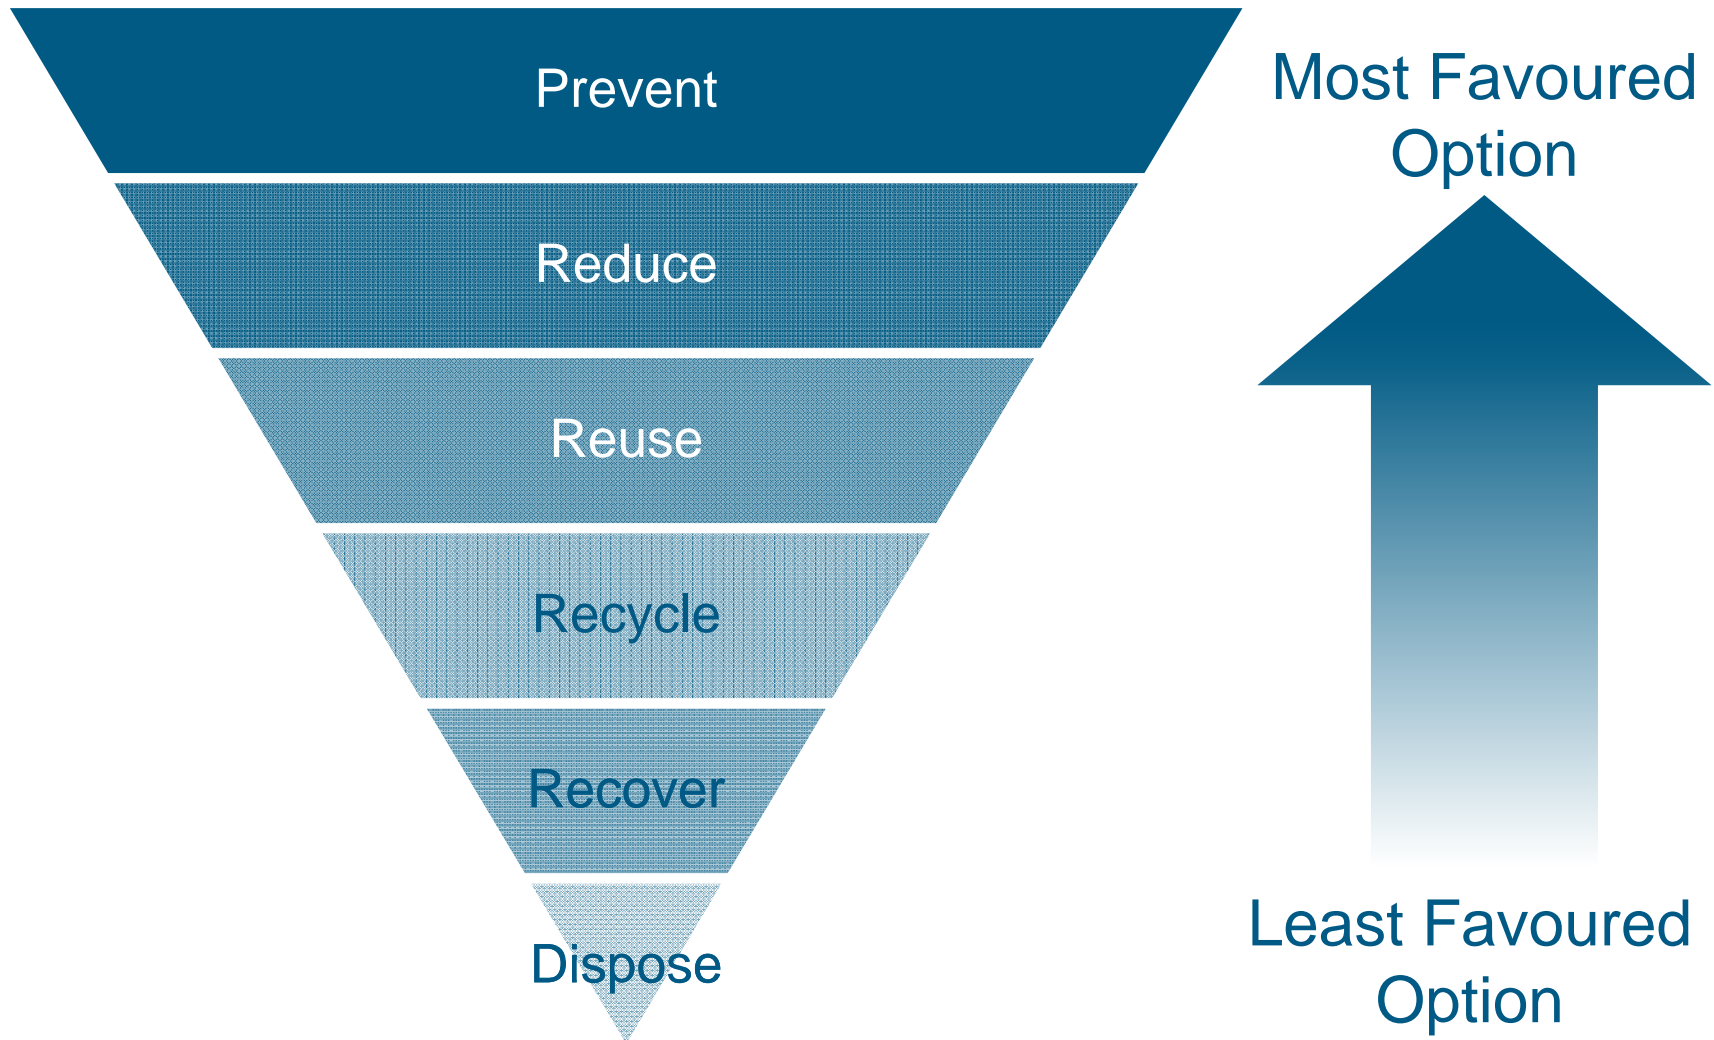 Prevent
Reduce
Reuse
Recycle
Recover
Dispose
Most Favoured
Option
Least Favoured
Option